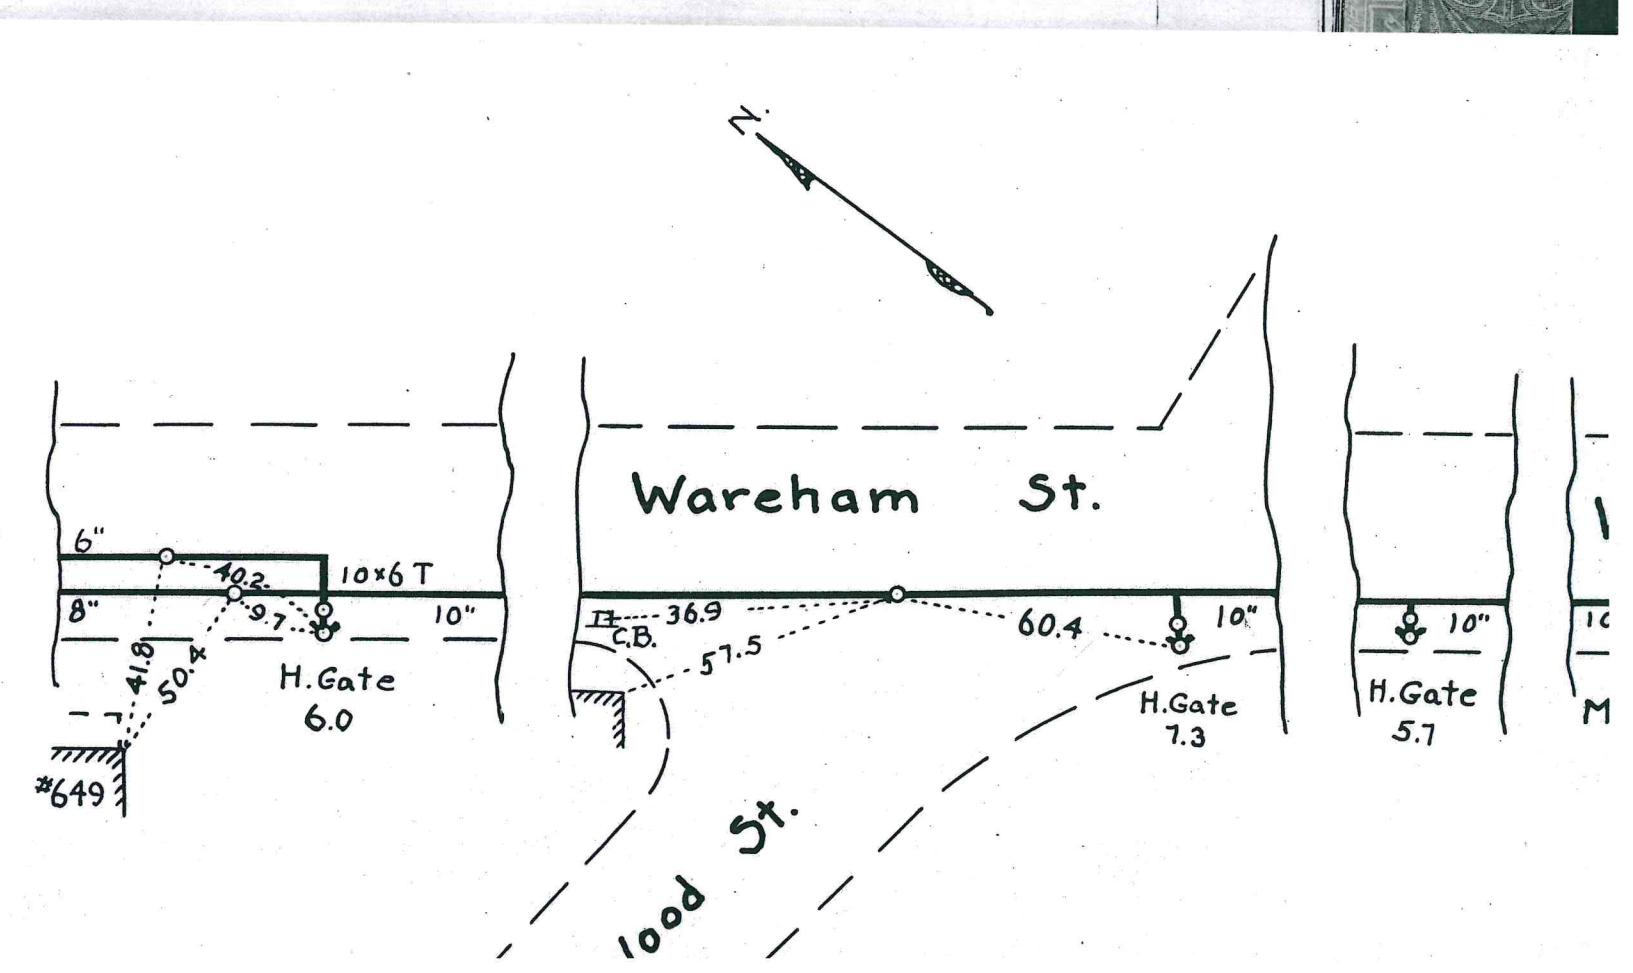 N.
Wareham St.
6"
40.2
10×6 T
8"
9.7
10"
41.8
50.4
H.Gate
6.0
#649
36.9
C.B.
57.5
60.4
10"
H.Gate
7.3
10"
H.Gate
5.7
St.